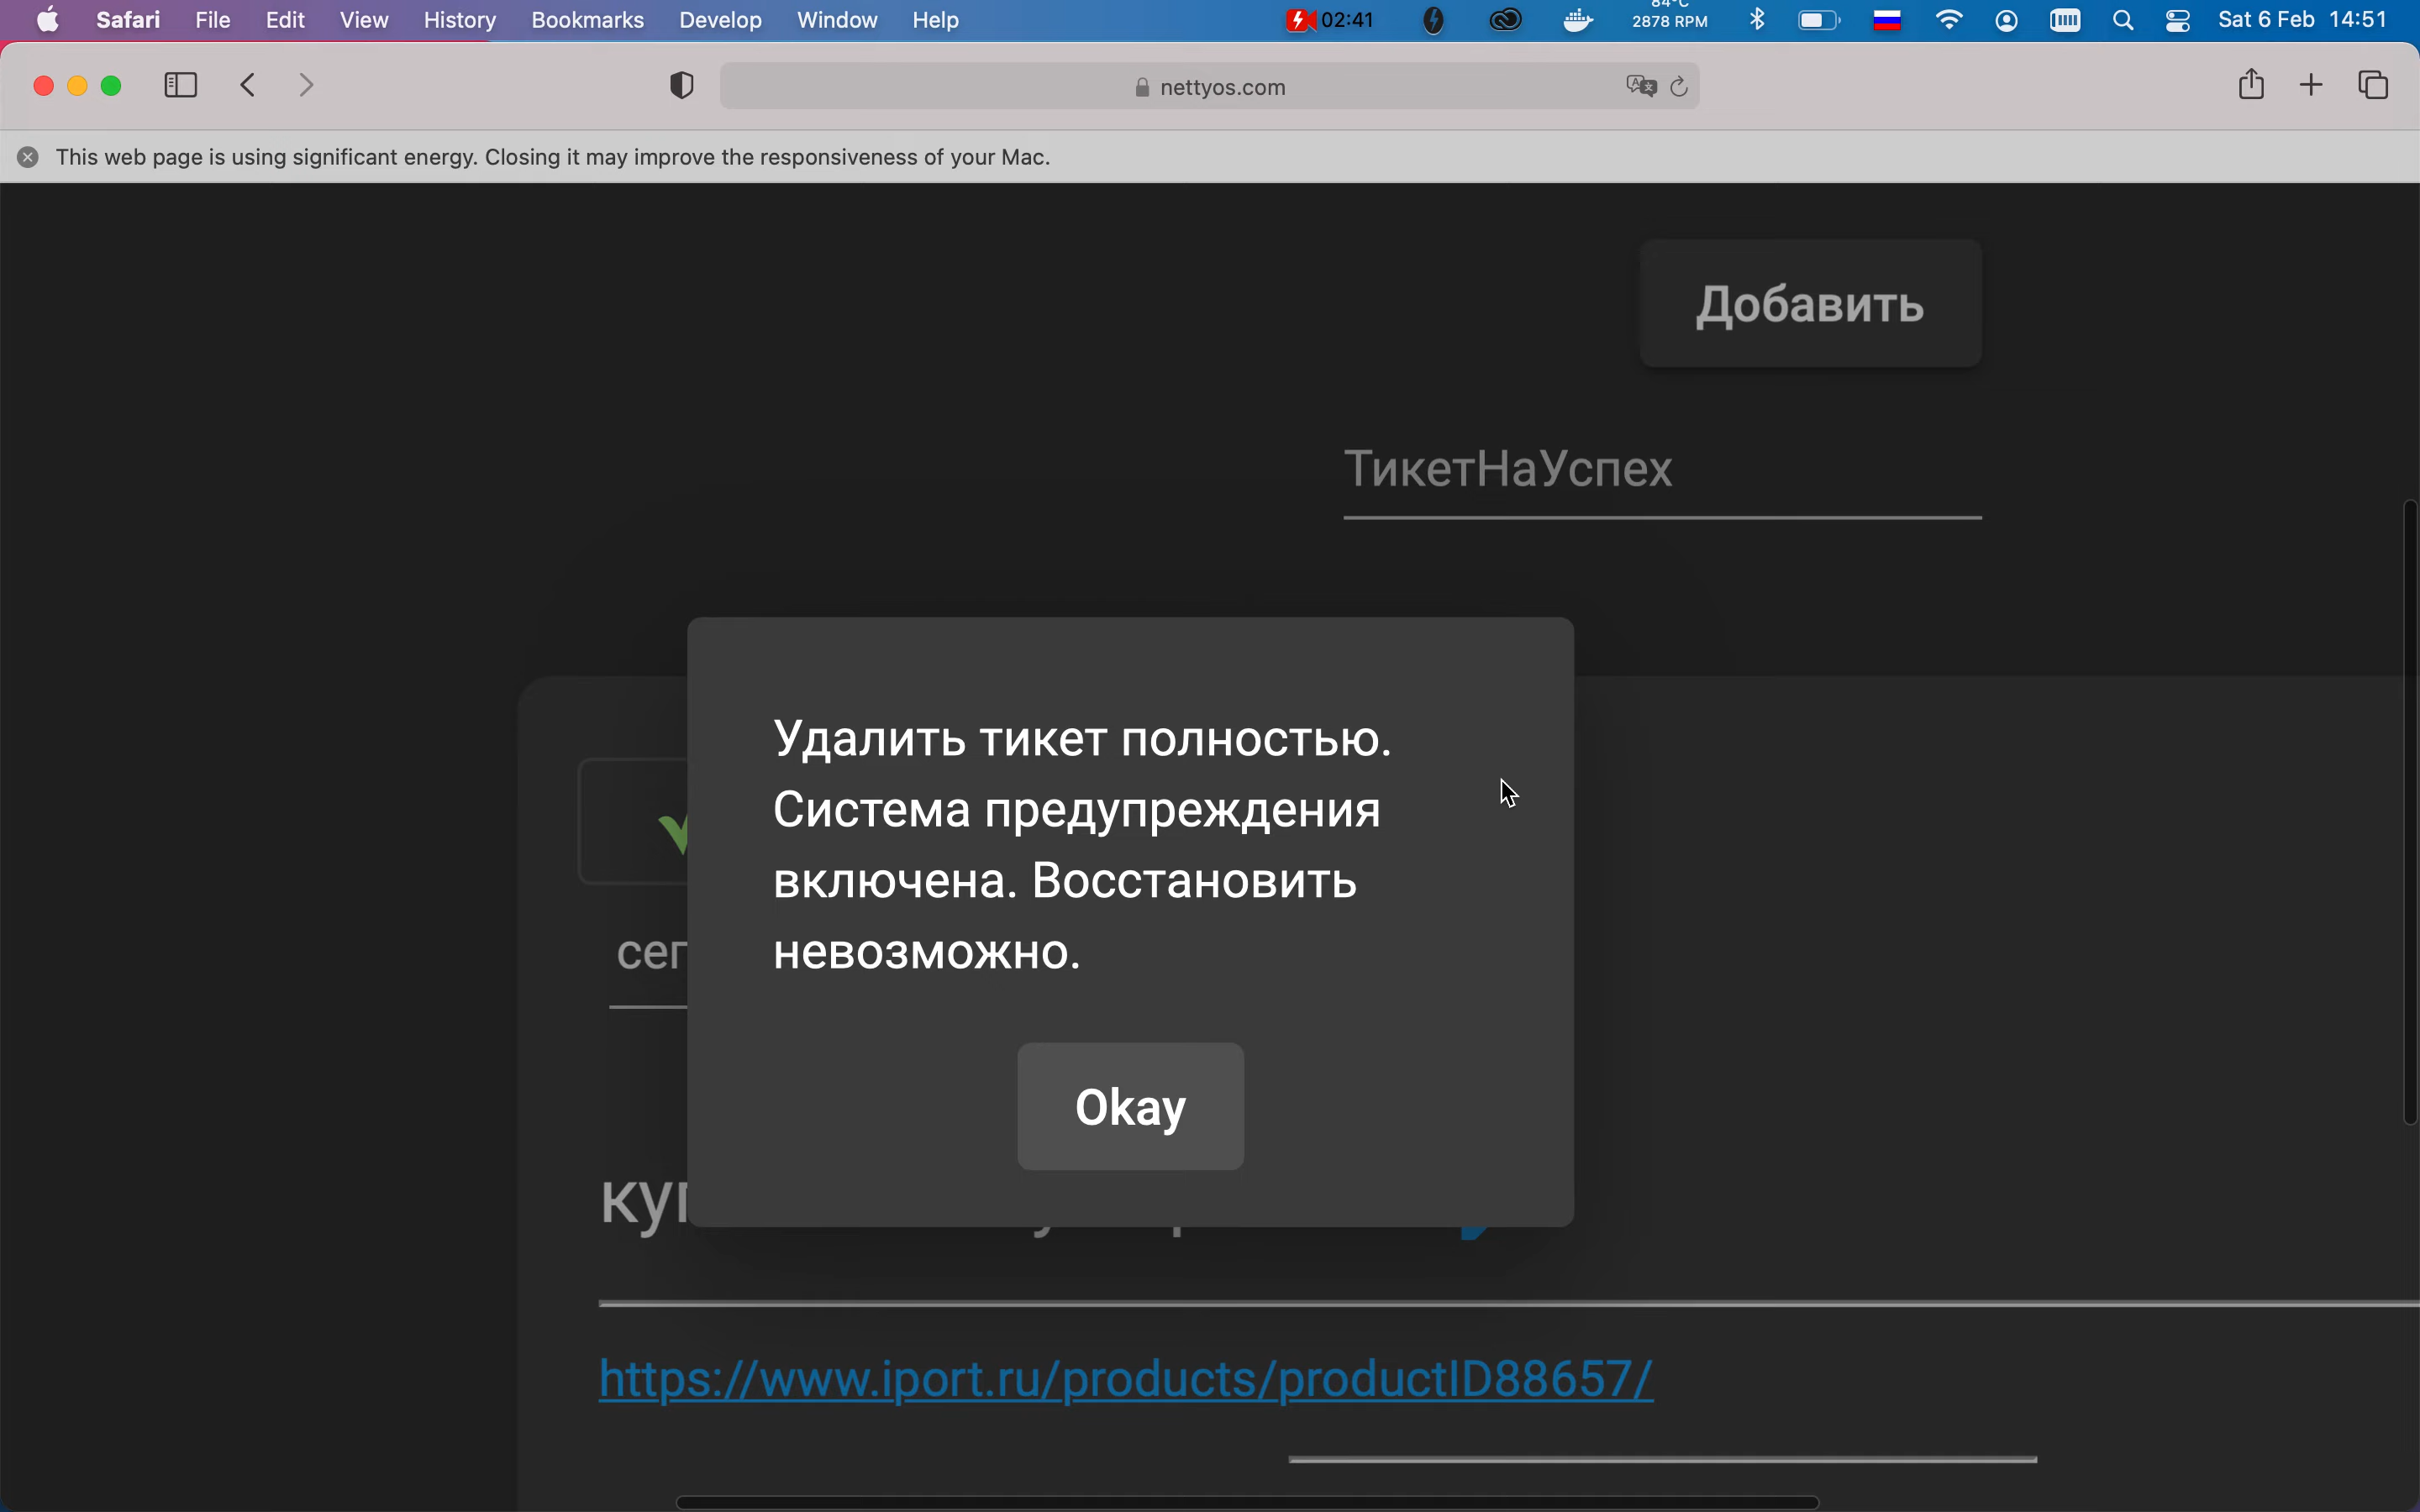 Safari File Edit View History Bookmarks Develop Window Help 02:41 84°C 2878 RPM Sat 6 Feb 14:51
nettyos.com
This web page is using significant energy. Closing it may improve the responsiveness of your Mac.
Добавить
ТикетНаУспех
Удалить тикет полностью.
Система предупреждения
включена. Восстановить
невозможно.
Okay
https://www.iport.ru/products/productID88657/